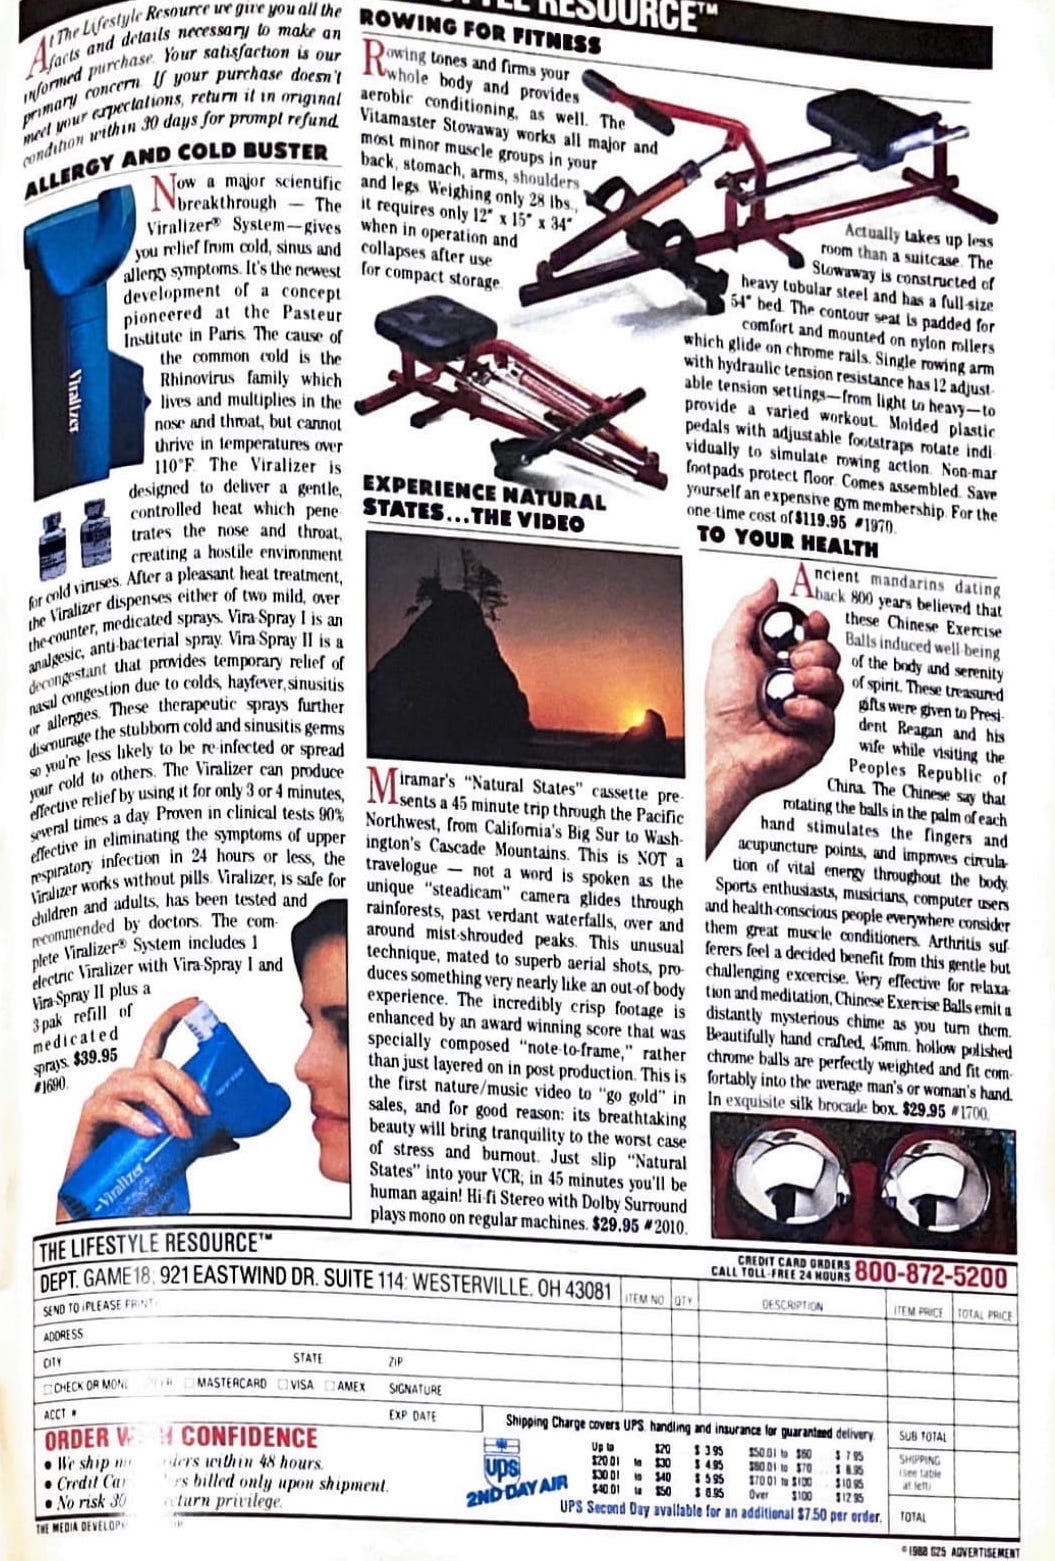 STYLE RESOURCE™
At The Lifestyle Resource we give you all the
facts and details necessary to make an
informed purchase. Your satisfaction is our
primary concern. If your purchase doesn't
meet your expectations, return it in original
condition within 30 days for prompt refund.
ALLERGY AND COLD BUSTER
Now a major scientific
breakthrough — The
Viralizer® System—gives
you relief from cold, sinus and
allergy symptoms. It's the newest
development of a concept
pioneered at the Pasteur
Institute in Paris. The cause of
the common cold is the
Rhinovirus family which
lives and multiplies in the
nose and throat, but cannot
thrive in temperatures over
110°F. The Viralizer is
designed to deliver a gentle,
controlled heat which pene-
trates the nose and throat,
creating a hostile environment
for cold viruses. After a pleasant heat treatment,
the Viralizer dispenses either of two mild, over-
the-counter, medicated sprays. Vira-Spray I is an
analgesic, anti-bacterial spray. Vira-Spray II is a
decongestant that provides temporary relief of
nasal congestion due to colds, hayfever, sinusitis
or allergies. These therapeutic sprays further
discourage the stubborn cold and sinusitis germs
so you're less likely to be re-infected or spread
your cold to others. The Viralizer can produce
effective relief by using it for only 3 or 4 minutes,
several times a day. Proven in clinical tests 90%
effective in eliminating the symptoms of upper
respiratory infection in 24 hours or less, the
Viralizer works without pills. Viralizer, is safe for
children and adults, has been tested and
recommended by doctors. The com-
plete Viralizer® System includes 1
electric Viralizer with Vira-Spray I and
Vira-Spray II plus a
3 pak refill of
medicated
sprays. $39.95
#1690.
Viralizer
Viralizer
ROWING FOR FITNESS
Rowing tones and firms your
whole body and provides
aerobic conditioning, as well. The
Vitamaster Stowaway works all major and
most minor muscle groups in your
back, stomach, arms, shoulders
and legs. Weighing only 28 lbs.,
it requires only 12" x 15" x 34"
when in operation and
collapses after use
for compact storage.
Actually takes up less
room than a suitcase. The
Stowaway is constructed of
heavy tubular steel and has a full-size
54" bed. The contour seat is padded for
comfort and mounted on nylon rollers
which glide on chrome rails. Single rowing arm
with hydraulic tension resistance has 12 adjust-
able tension settings—from light to heavy—to
provide a varied workout. Molded plastic
pedals with adjustable footstraps rotate indi-
vidually to simulate rowing action. Non-mar
footpads protect floor. Comes assembled. Save
yourself an expensive gym membership. For the
one-time cost of $119.95 #1970.
EXPERIENCE NATURAL
STATES...THE VIDEO
Miramar's "Natural States" cassette pre-
sents a 45 minute trip through the Pacific
Northwest, from California's Big Sur to Wash-
ington's Cascade Mountains. This is NOT a
travelogue — not a word is spoken as the
unique "steadicam" camera glides through
rainforests, past verdant waterfalls, over and
around mist-shrouded peaks. This unusual
technique, mated to superb aerial shots, pro-
duces something very nearly like an out-of body
experience. The incredibly crisp footage is
enhanced by an award winning score that was
specially composed "note-to-frame," rather
than just layered on in post production. This is
the first nature/music video to "go gold" in
sales, and for good reason: its breathtaking
beauty will bring tranquility to the worst case
of stress and burnout. Just slip "Natural
States" into your VCR; in 45 minutes you'll be
human again! Hi-fi Stereo with Dolby Surround
plays mono on regular machines. $29.95 #2010.
TO YOUR HEALTH
Ancient mandarins dating
back 800 years believed that
these Chinese Exercise
Balls induced well-being
of the body and serenity
of spirit. These treasured
gifts were given to Presi-
dent Reagan and his
wife while visiting the
Peoples Republic of
China. The Chinese say that
rotating the balls in the palm of each
hand stimulates the fingers and
acupuncture points, and improves circula-
tion of vital energy throughout the body.
Sports enthusiasts, musicians, computer users
and health-conscious people everywhere consider
them great muscle conditioners. Arthritis suf-
ferers feel a decided benefit from this gentle but
challenging excercise. Very effective for relaxa-
tion and meditation, Chinese Exercise Balls emit a
distantly mysterious chime as you turn them.
Beautifully hand crafted, 45mm. hollow polished
chrome balls are perfectly weighted and fit com-
fortably into the average man's or woman's hand.
In exquisite silk brocade box. $29.95 #1700.
THE LIFESTYLE RESOURCE™
DEPT. GAME18, 921 EASTWIND DR. SUITE 114: WESTERVILLE, OH 43081
CREDIT CARD ORDERS
CALL TOLL-FREE 24 HOURS 800-872-5200
SEND TO (PLEASE PRINT)
ADDRESS
CITY STATE ZIP
CHECK OR MON MASTERCARD VISA AMEX SIGNATURE
ACCT # EXP DATE
ITEM NO QTY DESCRIPTION ITEM PRICE TOTAL PRICE
ORDER W H CONFIDENCE
• We ship ders within 48 hours.
• Credit Car rs billed only upon shipment.
• No risk 30 return privilege.
THE MEDIA DEVELOP
Shipping Charge covers UPS, handling and insurance for guaranteed delivery.
ups
2ND DAY AIR
Up to $20 $ 3.95 $50.01 to $60 $ 7.95
$20.01 to $30 $ 4.95 $60.01 to $70 $ 8.95
$30.01 to $40 $ 5.95 $70.01 to $100 $10.95
$40.01 to $50 $ 6.95 Over $100 $12.95
UPS Second Day available for an additional $7.50 per order.
SUB TOTAL
SHIPPING
(see table
at left)
TOTAL
©1988 G25 ADVERTISEMENT